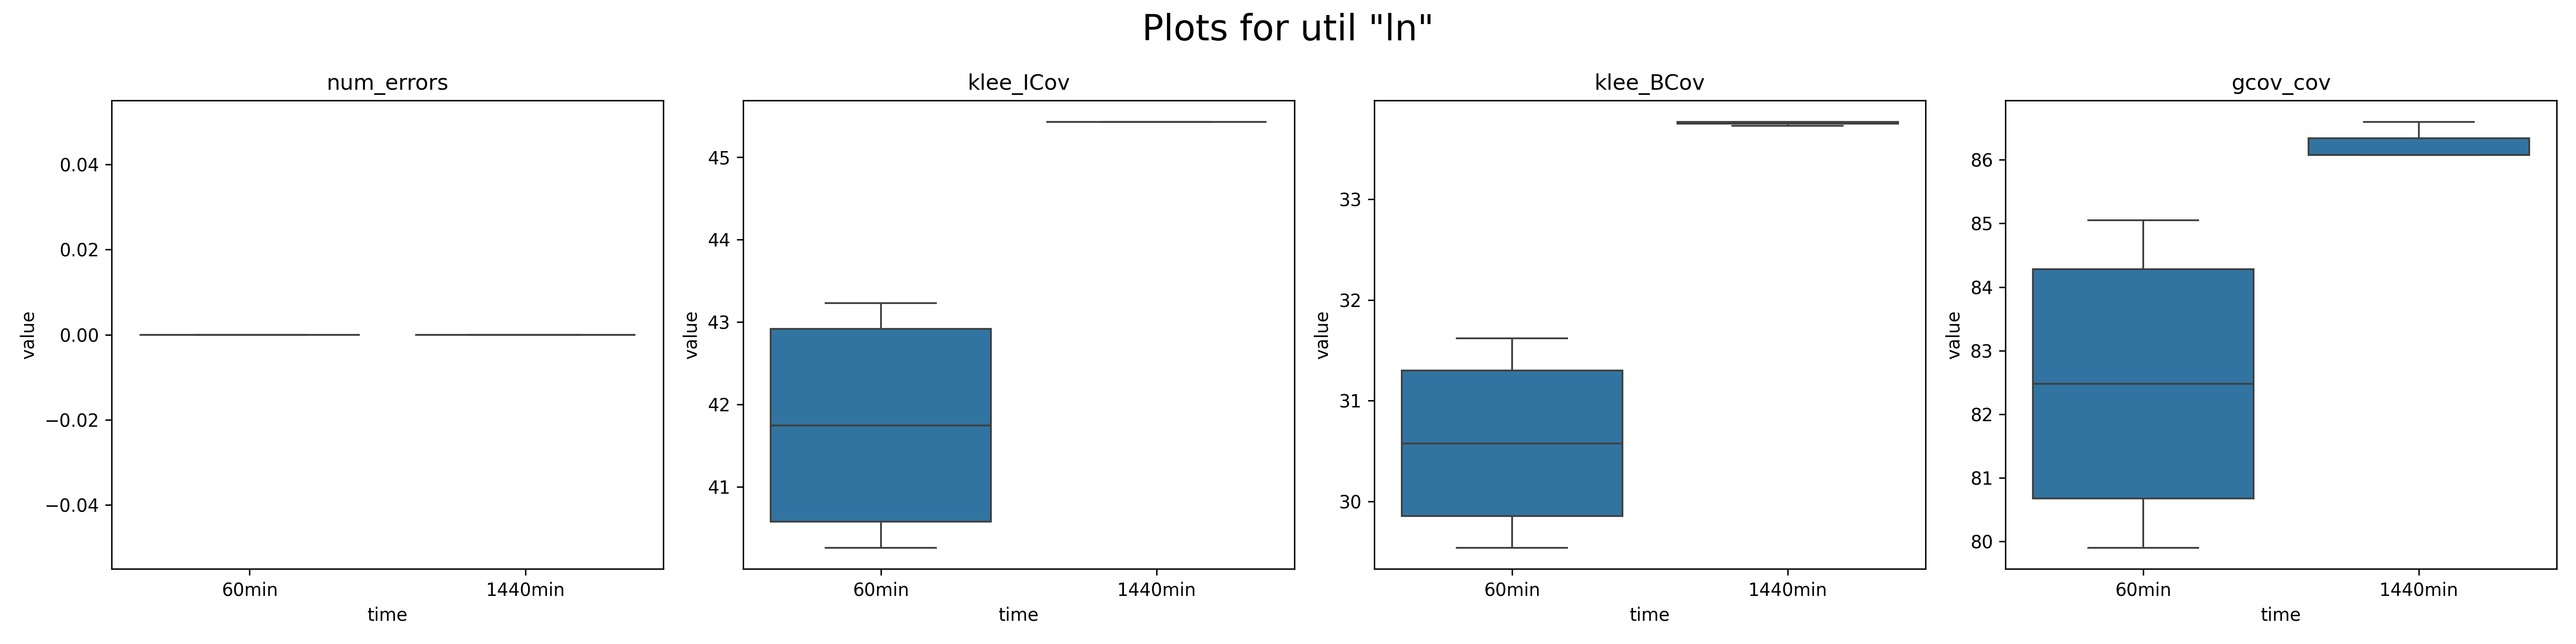 Plots for util "ln"
num_errors
value
0.04
0.02
0.00
−0.02
−0.04
60min
1440min
time
klee_ICov
value
45
44
43
42
41
60min
1440min
time
klee_BCov
value
33
32
31
30
60min
1440min
time
gcov_cov
value
86
85
84
83
82
81
80
60min
1440min
time